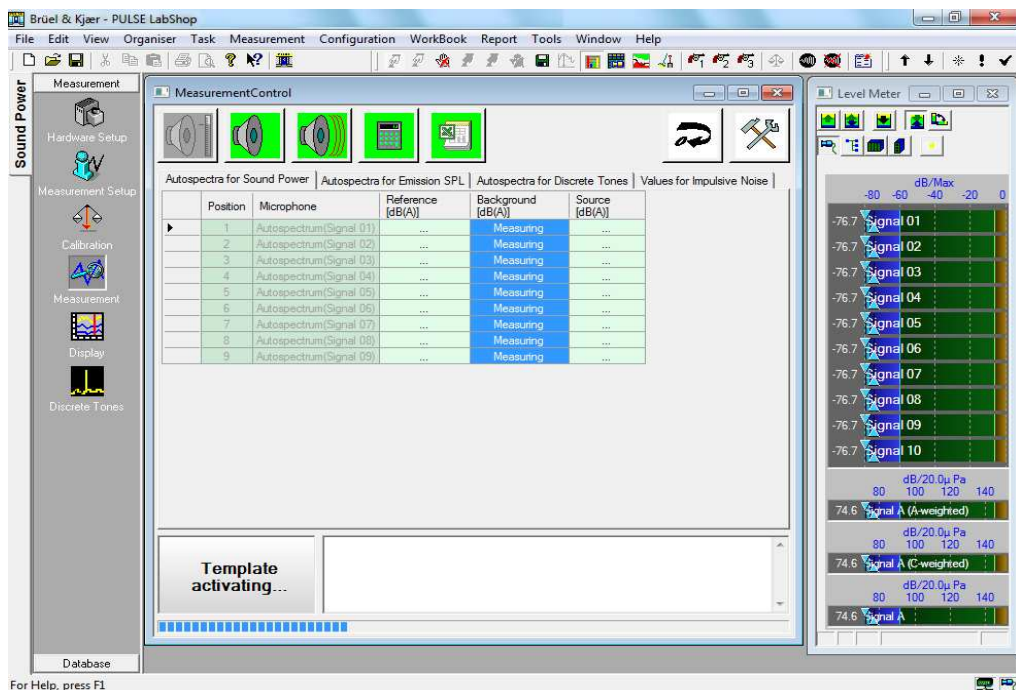 Brüel & Kjær - PULSE LabShop
File Edit View Organiser Task Measurement Configuration WorkBook Report Tools Window Help
Sound Power
Measurement
Hardware Setup
Measurement Setup
Calibration
Measurement
Display
Discrete Tones
Database
MeasurementControl
Autospectra for Sound Power Autospectra for Emission SPL Autospectra for Discrete Tones Values for Impulsive Noise
Position Microphone Reference [dB(A)] Background [dB(A)] Source [dB(A)]
1 Autospectrum(Signal 01) ... Measuring ...
2 Autospectrum(Signal 02) ... Measuring ...
3 Autospectrum(Signal 03) ... Measuring ...
4 Autospectrum(Signal 04) ... Measuring ...
5 Autospectrum(Signal 05) ... Measuring ...
6 Autospectrum(Signal 06) ... Measuring ...
7 Autospectrum(Signal 07) ... Measuring ...
8 Autospectrum(Signal 08) ... Measuring ...
9 Autospectrum(Signal 09) ... Measuring ...
Template
activating...
Level Meter
dB/Max
-80 -60 -40 -20 0
-76.7 Signal 01
-76.7 Signal 02
-76.7 Signal 03
-76.7 Signal 04
-76.7 Signal 05
-76.7 Signal 06
-76.7 Signal 07
-76.7 Signal 08
-76.7 Signal 09
-76.7 Signal 10
dB/20.0µ Pa
80 100 120 140
74.6 Signal A (A-weighted)
dB/20.0µ Pa
80 100 120 140
74.6 Signal A (C-weighted)
dB/20.0µ Pa
80 100 120 140
74.6 Signal A
For Help, press F1